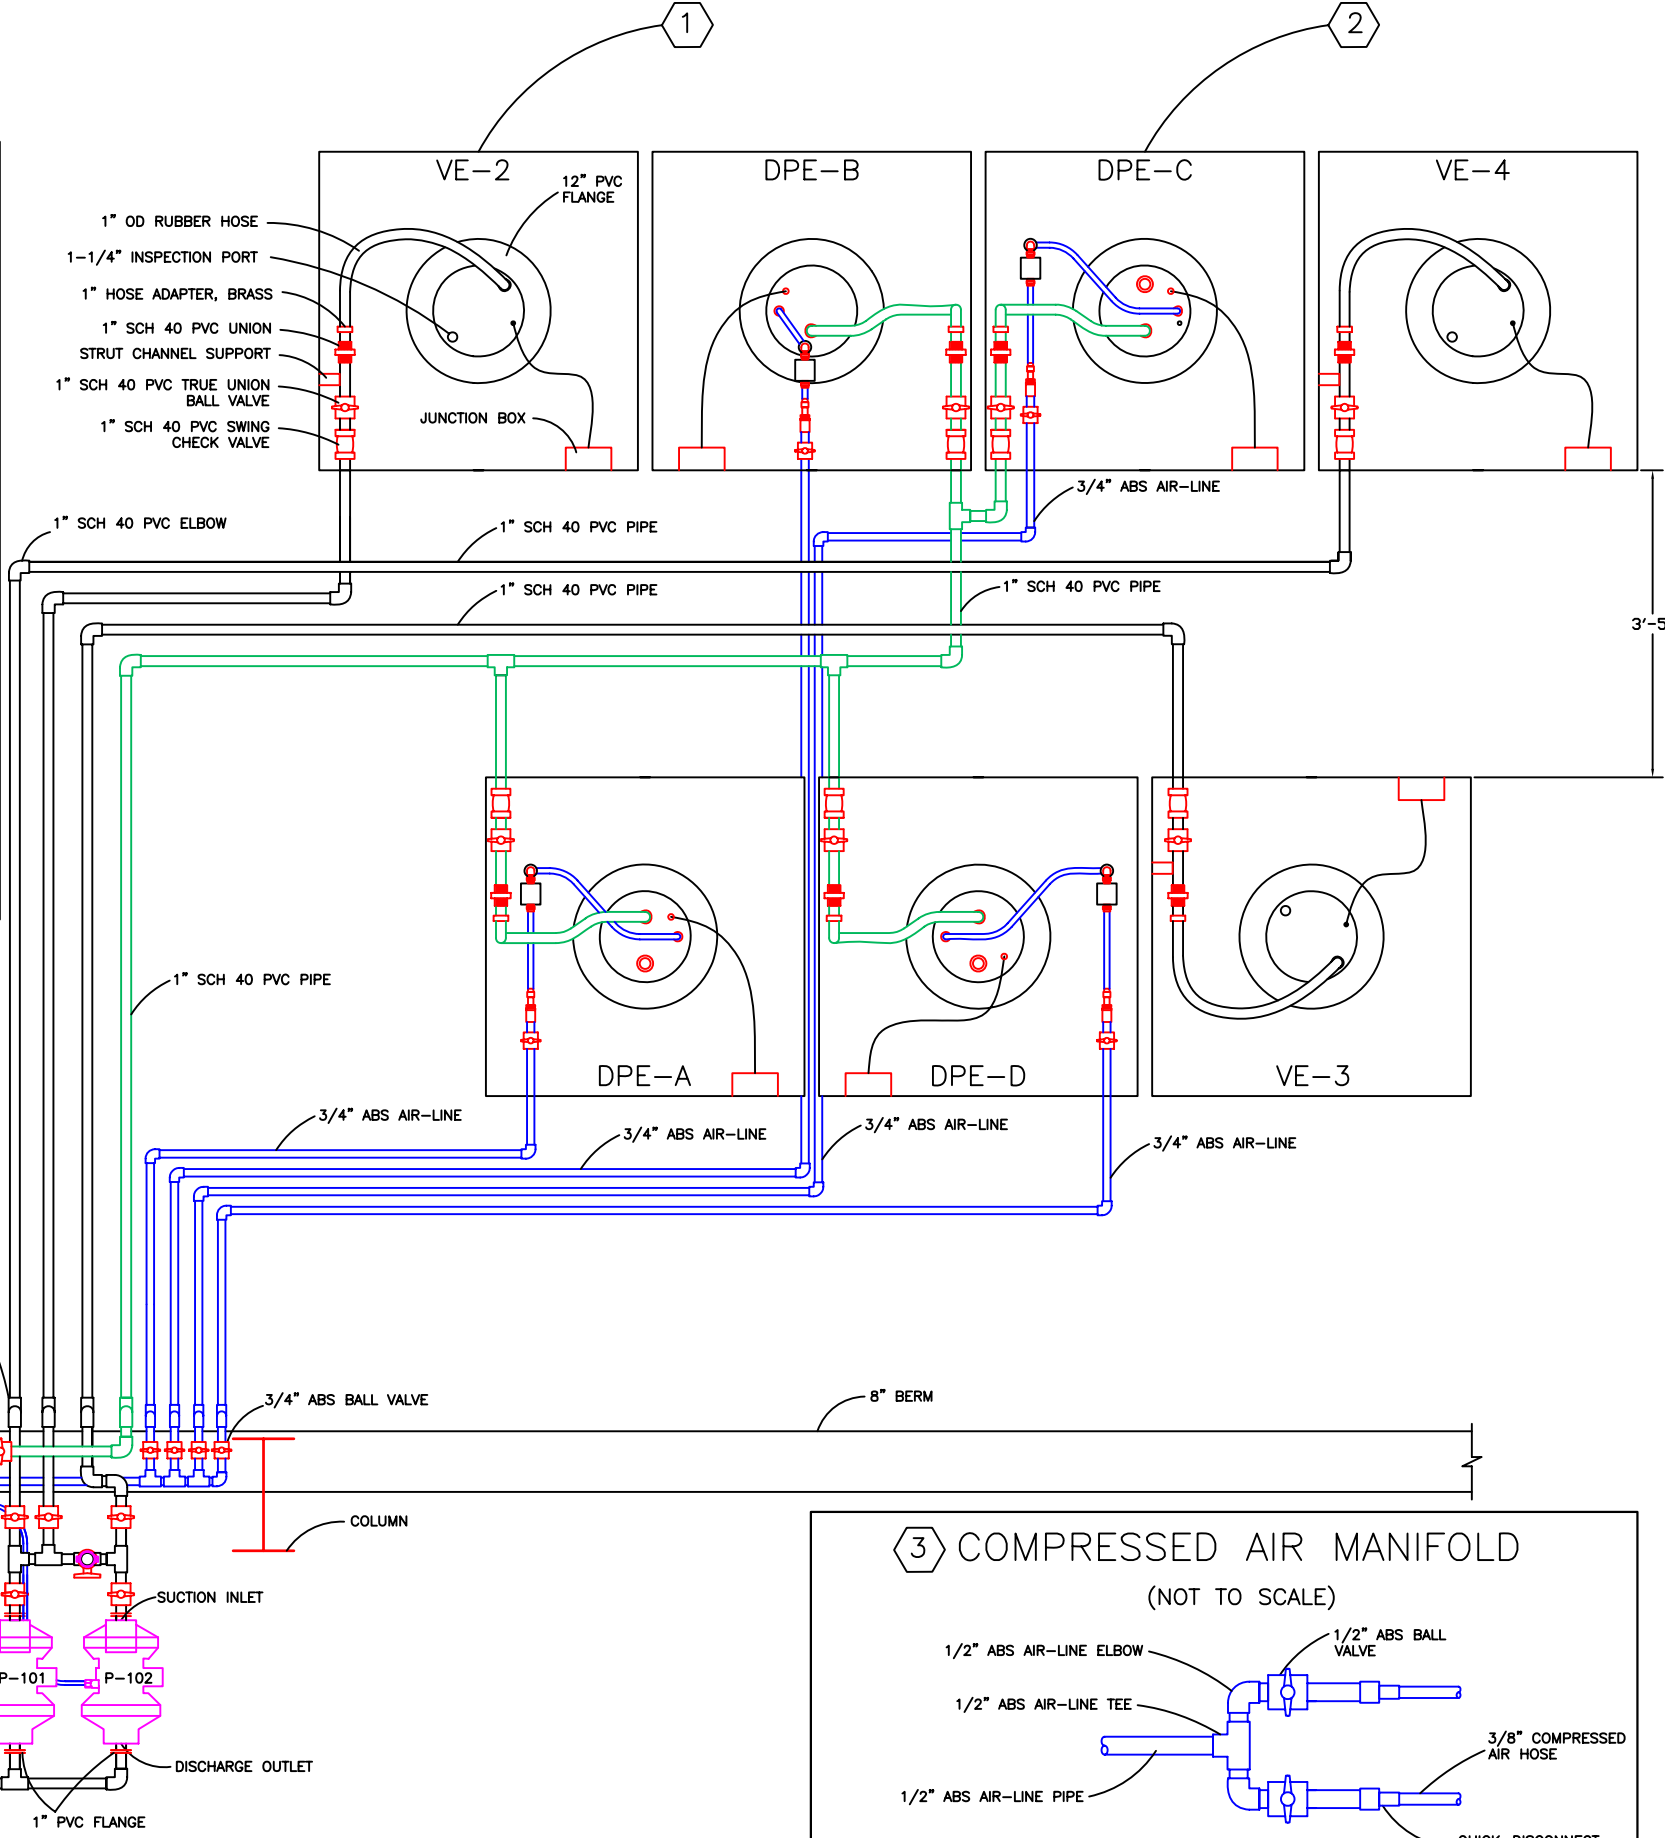 1
2
VE-2
DPE-B
DPE-C
VE-4
12" PVC
FLANGE
1" OD RUBBER HOSE
1-1/4" INSPECTION PORT
1" HOSE ADAPTER, BRASS
1" SCH 40 PVC UNION
STRUT CHANNEL SUPPORT
1" SCH 40 PVC TRUE UNION
BALL VALVE
1" SCH 40 PVC SWING
CHECK VALVE
JUNCTION BOX
3/4" ABS AIR-LINE
1" SCH 40 PVC ELBOW
1" SCH 40 PVC PIPE
1" SCH 40 PVC PIPE
1" SCH 40 PVC PIPE
3'-5
1" SCH 40 PVC PIPE
DPE-A
DPE-D
VE-3
3/4" ABS AIR-LINE
3/4" ABS AIR-LINE
3/4" ABS AIR-LINE
3/4" ABS AIR-LINE
3/4" ABS BALL VALVE
8" BERM
COLUMN
SUCTION INLET
P-101
P-102
DISCHARGE OUTLET
1" PVC FLANGE
3 COMPRESSED AIR MANIFOLD
(NOT TO SCALE)
1/2" ABS AIR-LINE ELBOW
1/2" ABS BALL
VALVE
1/2" ABS AIR-LINE TEE
3/8" COMPRESSED
AIR HOSE
1/2" ABS AIR-LINE PIPE
QUICK DISCONNECT